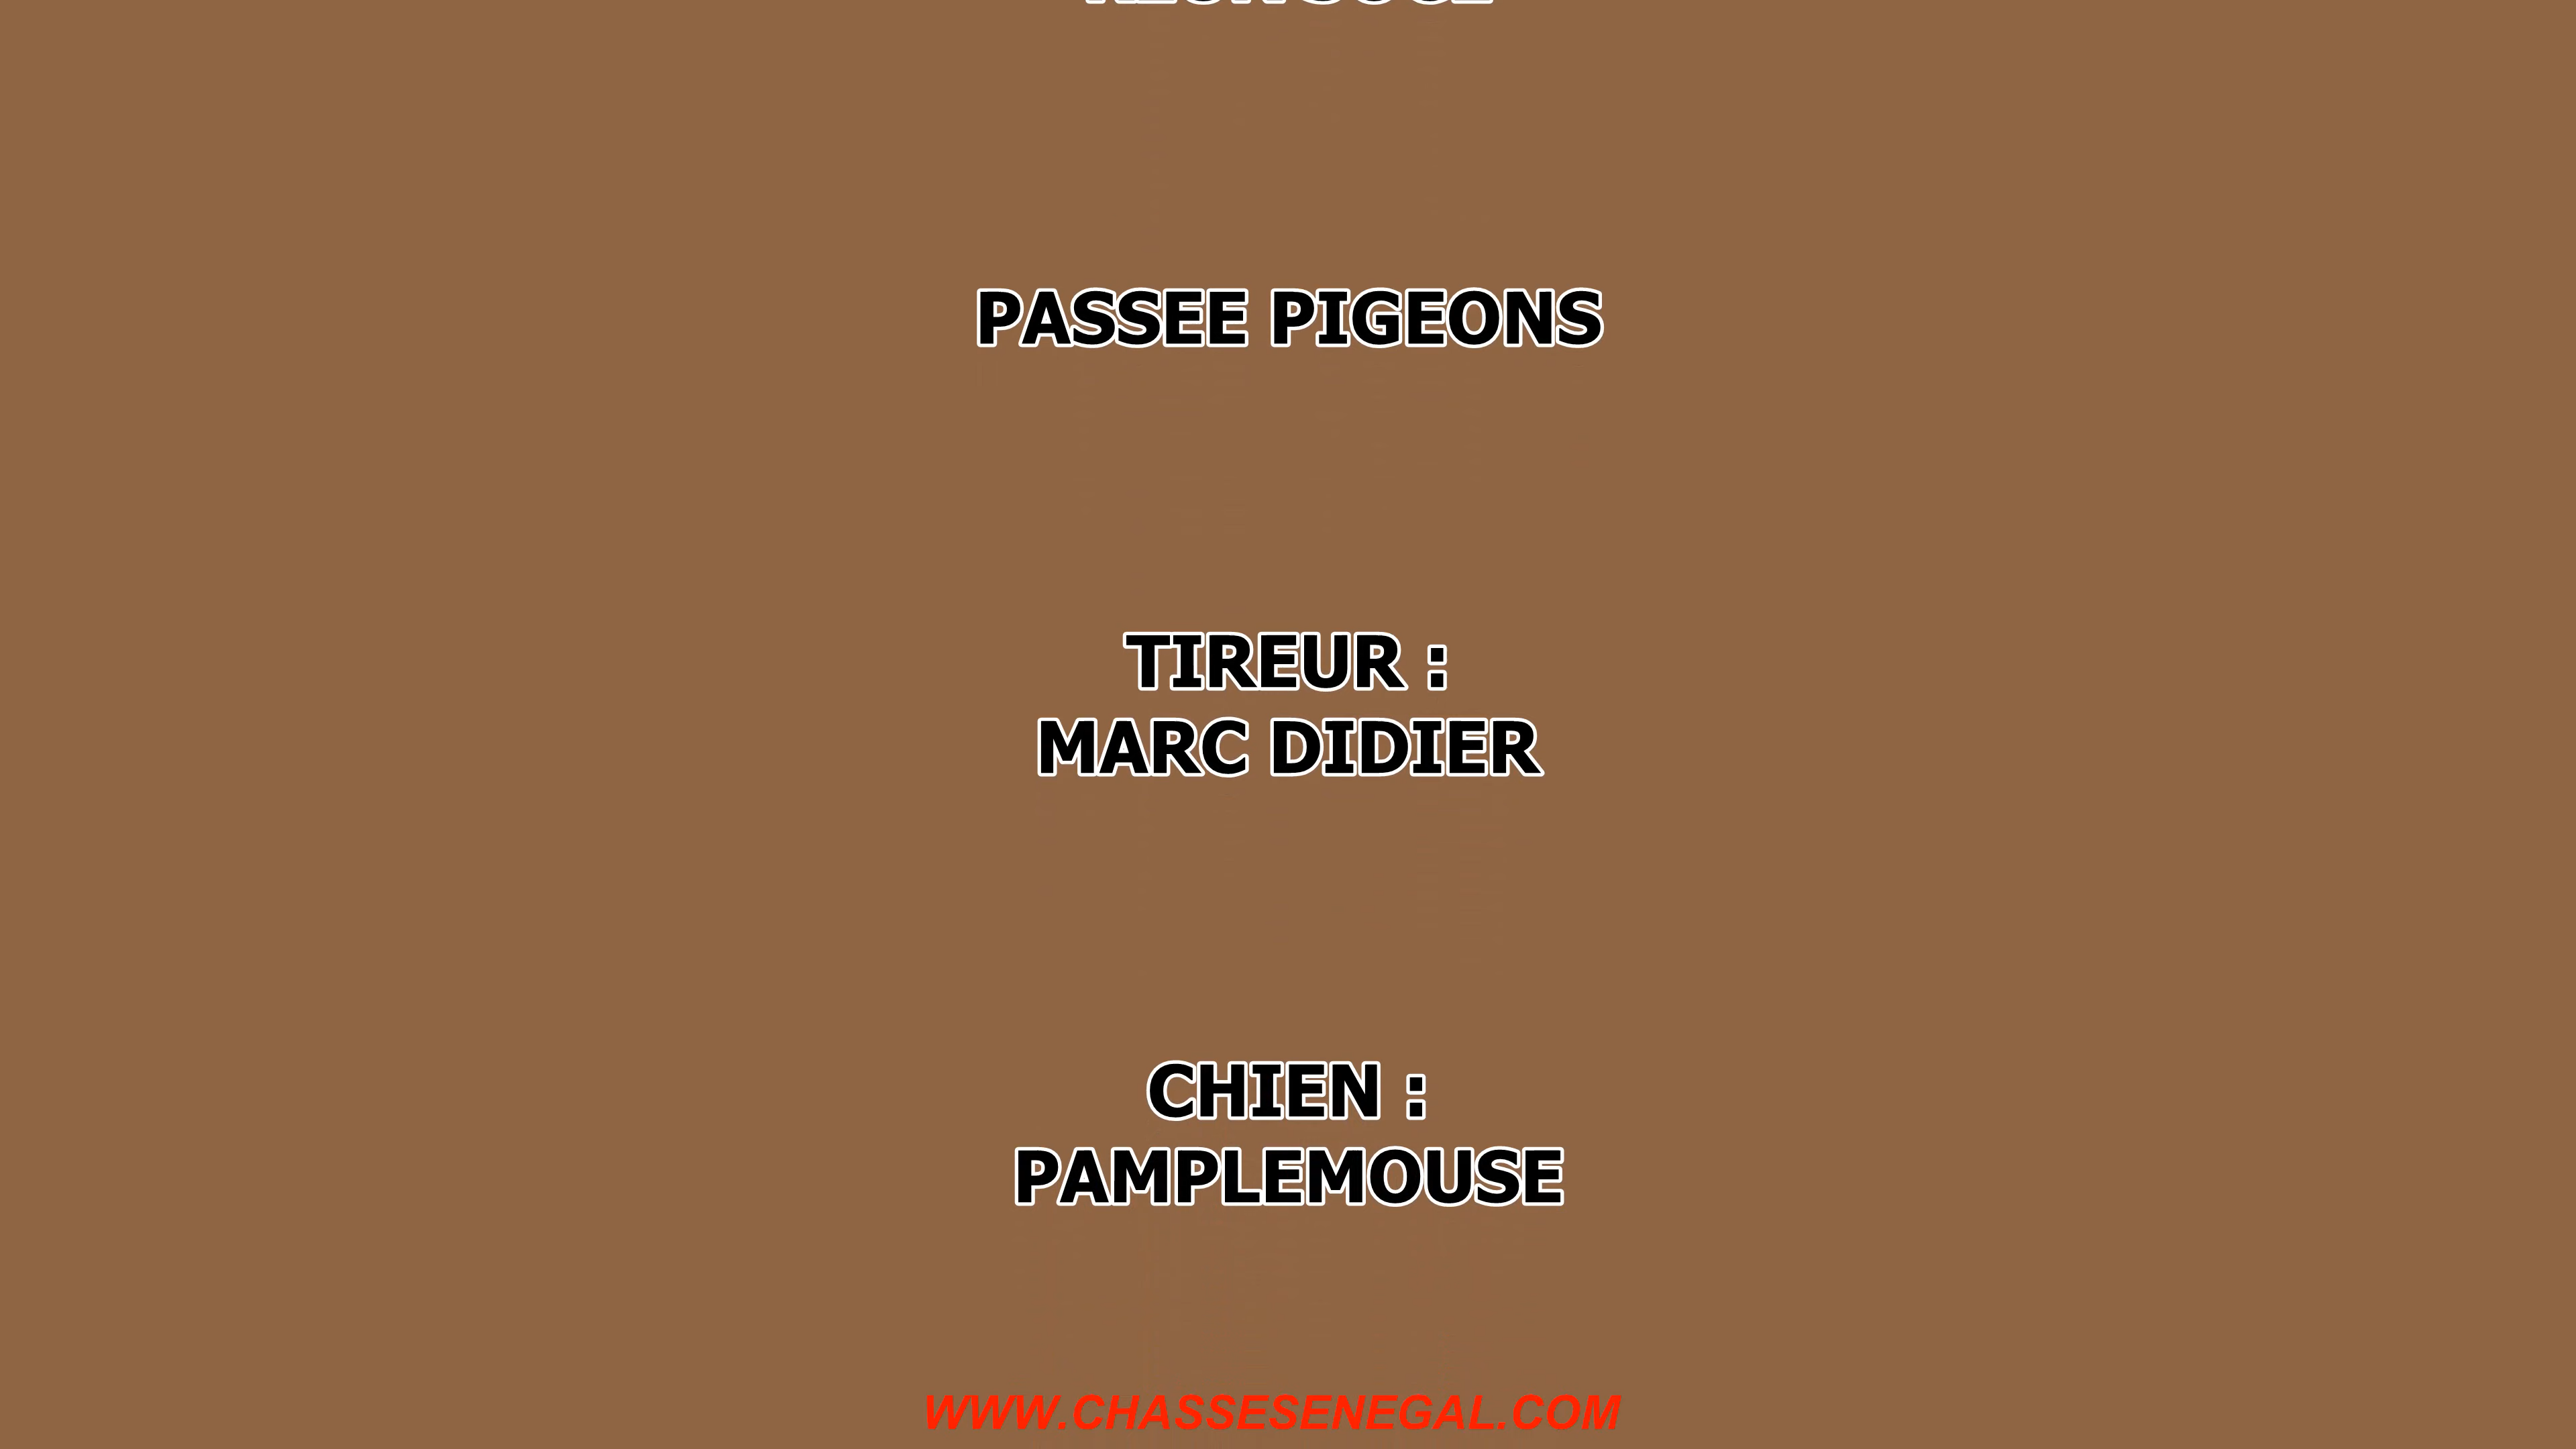 PASSEE PIGEONS
TIREUR :
MARC DIDIER
CHIEN :
PAMPLEMOUSE
WWW.CHASSESENEGAL.COM